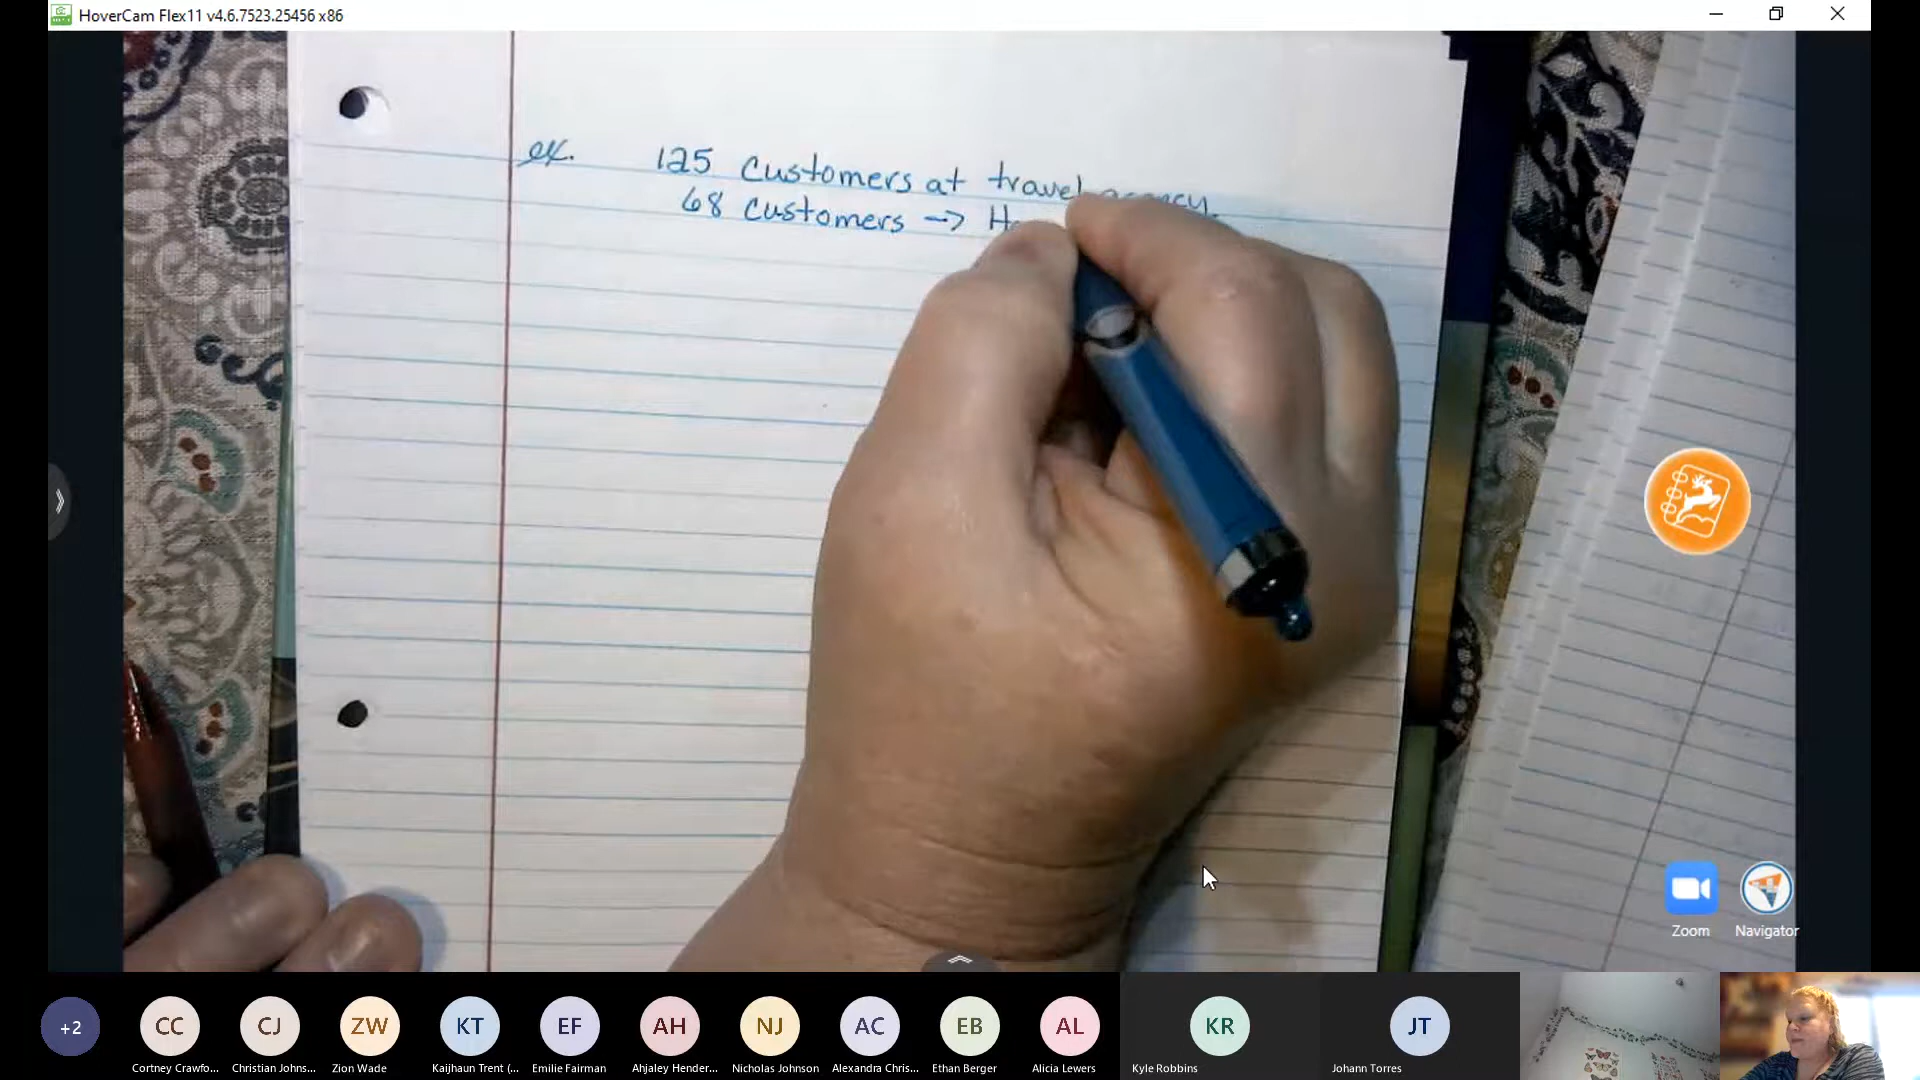 HoverCam Flex11 v4.6.7523.25456 x86
ex. 125 Customers at travel agency.
68 customers →
Zoom
Navigator
+2
CC
CJ
ZW
KT
EF
AH
NJ
AC
EB
AL
KR
JT
Cortney Crawfo...
Christian Johns...
Zion Wade
Kaijhaun Trent (...
Emilie Fairman
Ahjaley Hender...
Nicholas Johnson
Alexandra Chris...
Ethan Berger
Alicia Lewers
Kyle Robbins
Johann Torres